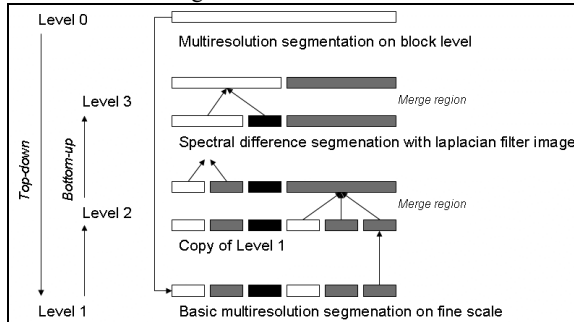 Level 0
Multiresolution segmentation on block level
Level 3
Merge region
Spectral difference segmenation with laplacian filter image
Top-down
Bottom-up
Level 2
Merge region
Copy of Level 1
Level 1
Basic multiresolution segmenation on fine scale